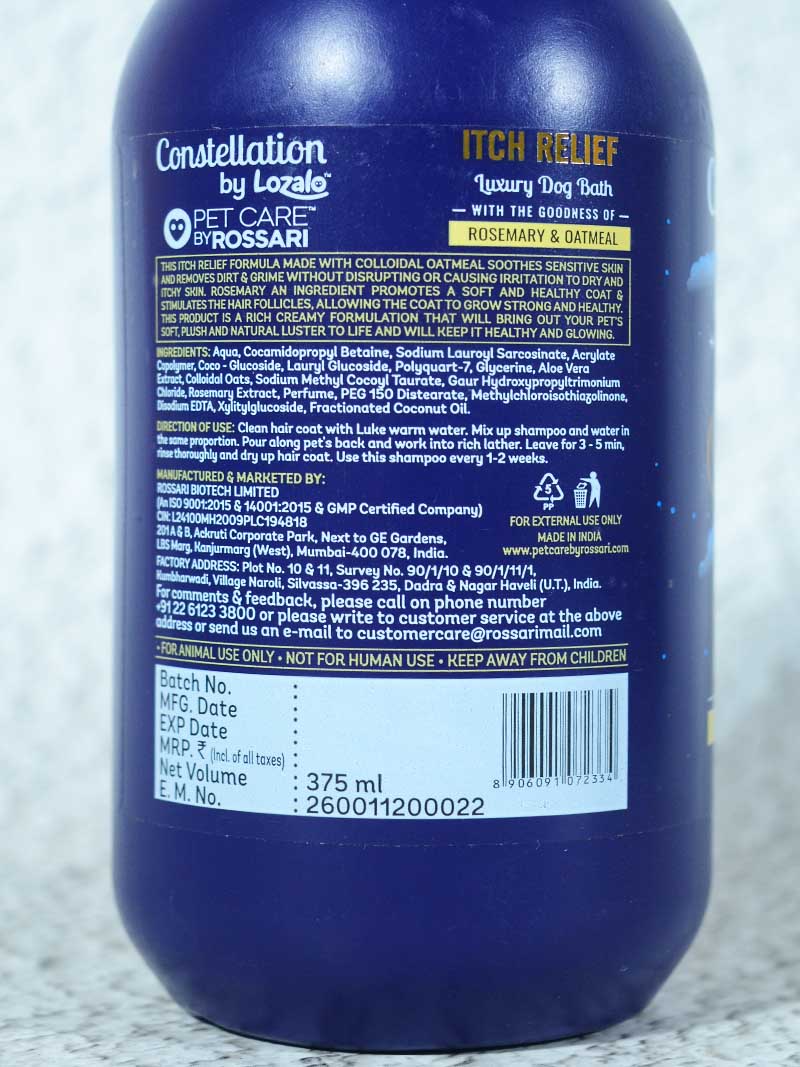 Constellation
by Lozalo™
PET CARE™
BY ROSSARI
ITCH RELIEF
Luxury Dog Bath
— WITH THE GOODNESS OF —
ROSEMARY & OATMEAL
THIS ITCH RELIEF FORMULA MADE WITH COLLOIDAL OATMEAL SOOTHES SENSITIVE SKIN
AND REMOVES DIRT & GRIME WITHOUT DISRUPTING OR CAUSING IRRITATION TO DRY AND
ITCHY SKIN. ROSEMARY AN INGREDIENT PROMOTES A SOFT AND HEALTHY COAT &
STIMULATES THE HAIR FOLLICLES, ALLOWING THE COAT TO GROW STRONG AND HEALTHY.
THIS PRODUCT IS A RICH CREAMY FORMULATION THAT WILL BRING OUT YOUR PET'S
SOFT, PLUSH AND NATURAL LUSTER TO LIFE AND WILL KEEP IT HEALTHY AND GLOWING.
INGREDIENTS: Aqua, Cocamidopropyl Betaine, Sodium Lauroyl Sarcosinate, Acrylate
Copolymer, Coco - Glucoside, Lauryl Glucoside, Polyquart-7, Glycerine, Aloe Vera
Extract, Colloidal Oats, Sodium Methyl Cocoyl Taurate, Gaur Hydroxypropyltrimonium
Chloride, Rosemary Extract, Perfume, PEG 150 Distearate, Methylchloroisothiazolinone,
Disodium EDTA, Xylitylglucoside, Fractionated Coconut Oil.
DIRECTION OF USE: Clean hair coat with Luke warm water. Mix up shampoo and water in
the same proportion. Pour along pet's back and work into rich lather. Leave for 3 - 5 min,
rinse thoroughly and dry up hair coat. Use this shampoo every 1-2 weeks.
MANUFACTURED & MARKETED BY:
ROSSARI BIOTECH LIMITED
(An ISO 9001:2015 & 14001:2015 & GMP Certified Company)
CIN: L24100MH2009PLC194818
201 A & B, Ackruti Corporate Park, Next to GE Gardens,
LBS Marg, Kanjurmarg (West), Mumbai-400 078, India.
5
PP
FOR EXTERNAL USE ONLY
MADE IN INDIA
www.petcarebyrossari.com
FACTORY ADDRESS: Plot No. 10 & 11, Survey No. 90/1/10 & 90/1/11/1,
Kumbharwadi, Village Naroli, Silvassa-396 235, Dadra & Nagar Haveli (U.T.), India.
For comments & feedback, please call on phone number
+91 22 6123 3800 or please write to customer service at the above
address or send us an e-mail to customercare@rossarimail.com
• FOR ANIMAL USE ONLY • NOT FOR HUMAN USE • KEEP AWAY FROM CHILDREN
Batch No. :
MFG. Date :
EXP Date :
MRP. ₹ (Incl. of all taxes) :
Net Volume : 375 ml
E. M. No. : 260011200022
8 906091 072334